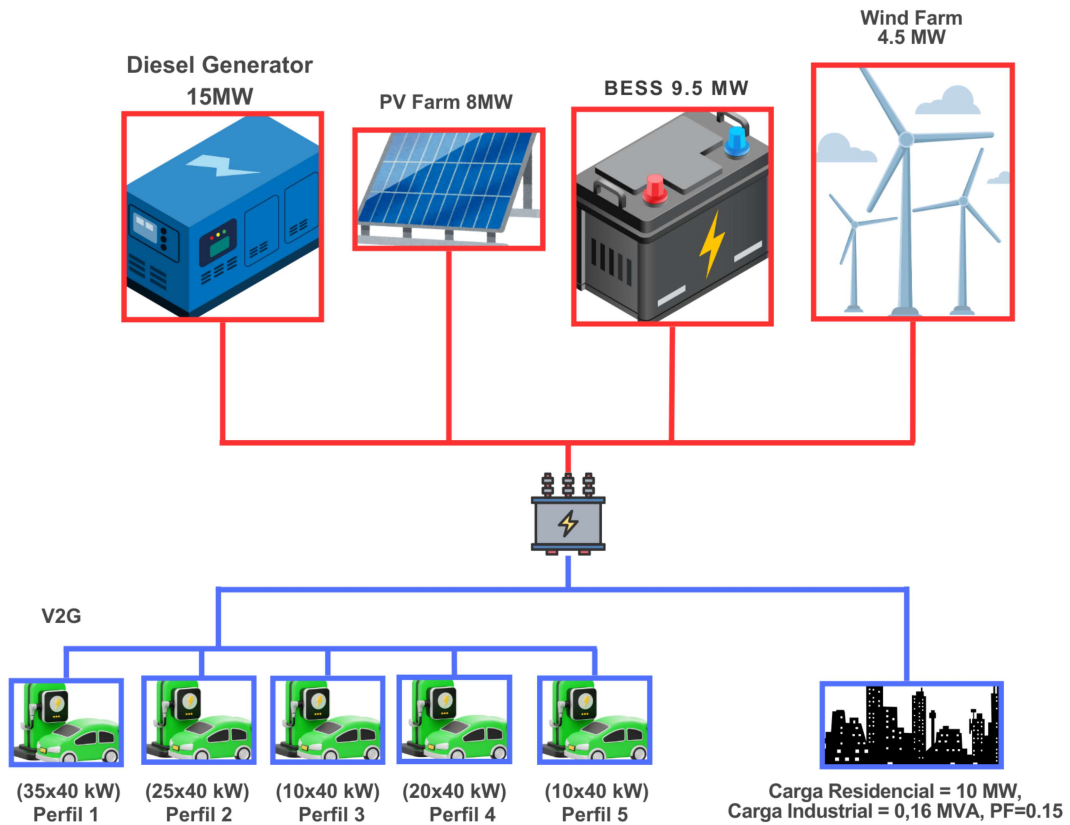 Wind Farm
4.5 MW
Diesel Generator
15MW
PV Farm 8MW
BESS 9.5 MW
V2G
(35x40 kW)
Perfil 1
(25x40 kW)
Perfil 2
(10x40 kW)
Perfil 3
(20x40 kW)
Perfil 4
(10x40 kW)
Perfil 5
Carga Residencial = 10 MW,
Carga Industrial = 0,16 MVA, PF=0.15